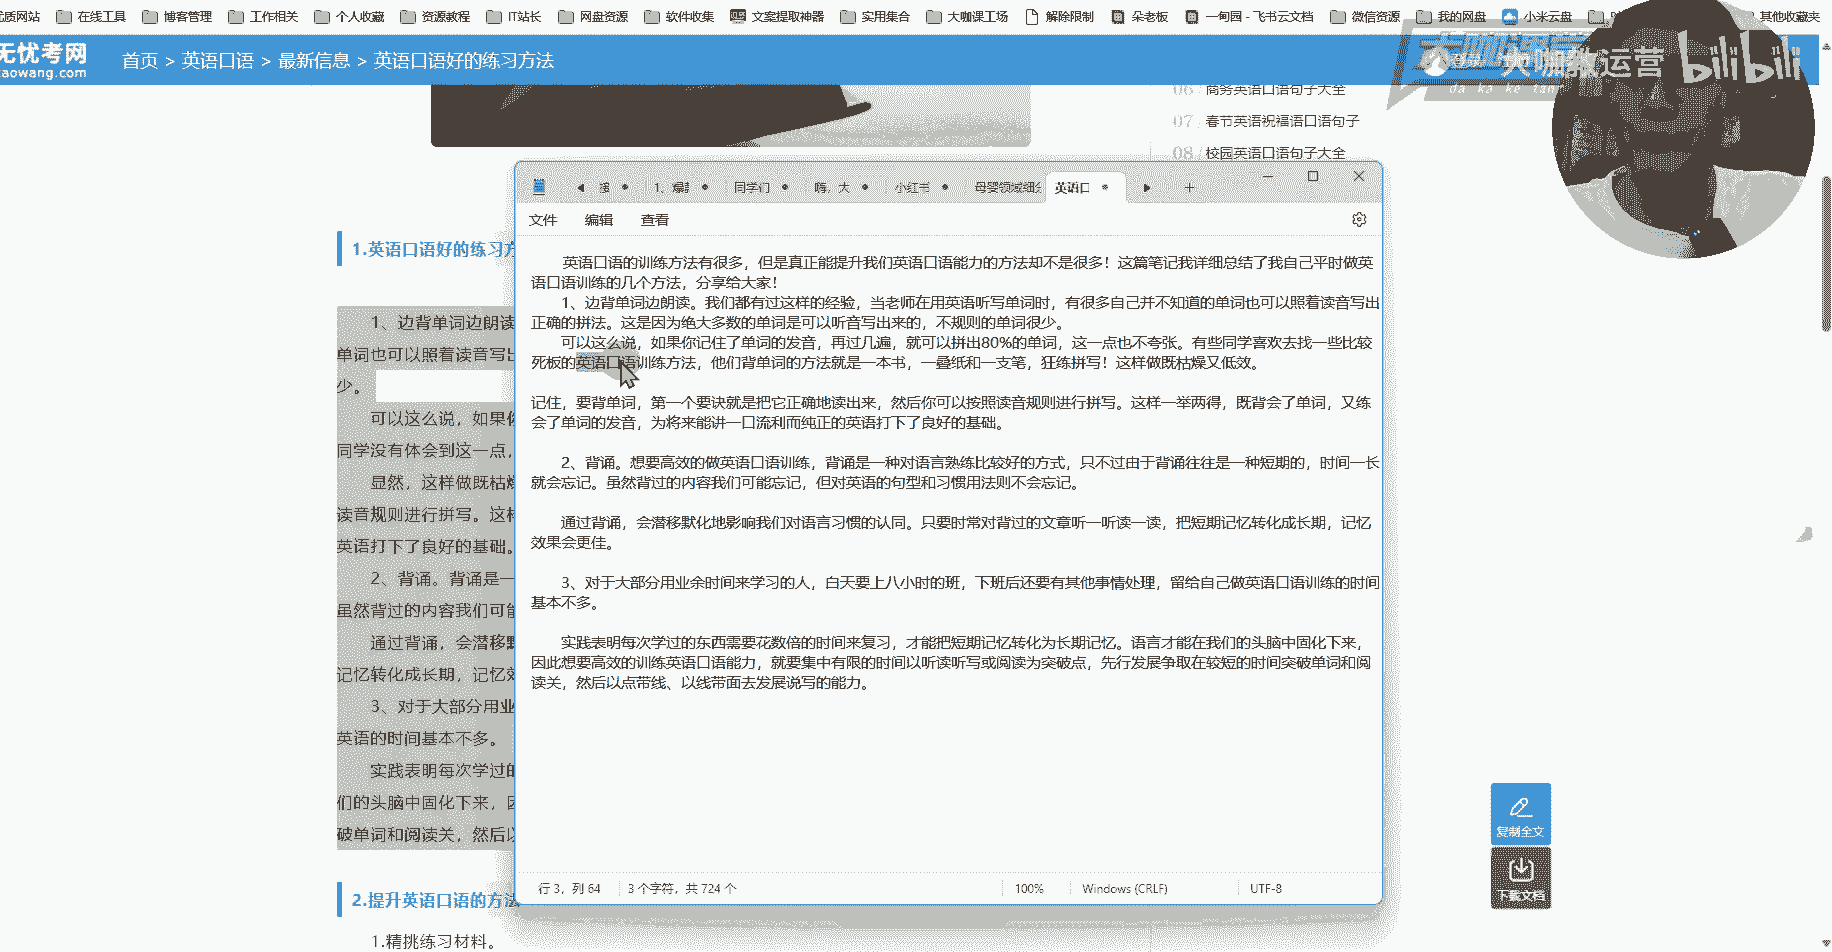 优质网站 在线工具 博客管理 工作相关 个人收藏 资源教程 IT站长 网盘资源 软件收集 文案提取神器 实用集合 大咖课工场 解除限制 朵老板 一甸园 - 飞书云文档 微信资源 我的网盘 小米云盘 其他收藏夹
无忧考网
aowang.com
首页 > 英语口语 > 最新信息 > 英语口语好的练习方法
bilibili
06 商务英语口语句子大全
07 春节英语祝福语口语句子
08 校园英语口语句子大全
1、爆 同学们 嗨，大 小红书 母婴领域细分 英语口
文件 编辑 查看
1.英语口语好的练习方
英语口语的训练方法有很多，但是真正能提升我们英语口语能力的方法却不是很多！这篇笔记我详细总结了我自己平时做英
语口语训练的几个方法，分享给大家！
1、边背单词边朗读。我们都有过这样的经验，当老师在用英语听写单词时，有很多自己并不知道的单词也可以照着读音写出
正确的拼法。这是因为绝大多数的单词是可以听音写出来的，不规则的单词很少。
可以这么说，如果你记住了单词的发音，再过几遍，就可以拼出80%的单词，这一点也不夸张。有些同学喜欢去找一些比较
死板的英语口语训练方法，他们背单词的方法就是一本书，一叠纸和一支笔，狂练拼写！这样做既枯燥又低效。
记住，要背单词，第一个要诀就是把它正确地读出来，然后你可以按照读音规则进行拼写。这样一举两得，既背会了单词，又练
会了单词的发音，为将来能讲一口流利而纯正的英语打下了良好的基础。
2、背诵。想要高效的做英语口语训练，背诵是一种对语言熟练比较好的方式，只不过由于背诵往往是一种短期的，时间一长
就会忘记。虽然背过的内容我们可能忘记，但对英语的句型和习惯用法则不会忘记。
通过背诵，会潜移默化地影响我们对语言习惯的认同。只要时常对背过的文章听一听读一读，把短期记忆转化成长期，记忆
效果会更佳。
3、对于大部分用业余时间来学习的人，白天要上八小时的班，下班后还要有其他事情处理，留给自己做英语口语训练的时间
基本不多。
实践表明每次学过的东西需要花数倍的时间来复习，才能把短期记忆转化为长期记忆。语言才能在我们的头脑中固化下来，
因此想要高效的训练英语口语能力，就要集中有限的时间以听读听写或阅读为突破点，先行发展争取在较短的时间突破单词和阅
读关，然后以点带线、以线带面去发展说写的能力。
行 3，列 64 3 个字符，共 724 个 100% Windows (CRLF) UTF-8
1、边背单词边朗读
单词也可以照着读音写出
少。
可以这么说，如果你
同学没有体会到这一点，
显然，这样做既枯燥
读音规则进行拼写。这样
英语打下了良好的基础。
2、背诵。背诵是一
虽然背过的内容我们可能
通过背诵，会潜移默
记忆转化成长期，记忆效
3、对于大部分用业
英语的时间基本不多。
实践表明每次学过的
们的头脑中固化下来，因
破单词和阅读关，然后以
2.提升英语口语的方法
1.精挑练习材料。
复制全文
下载文档